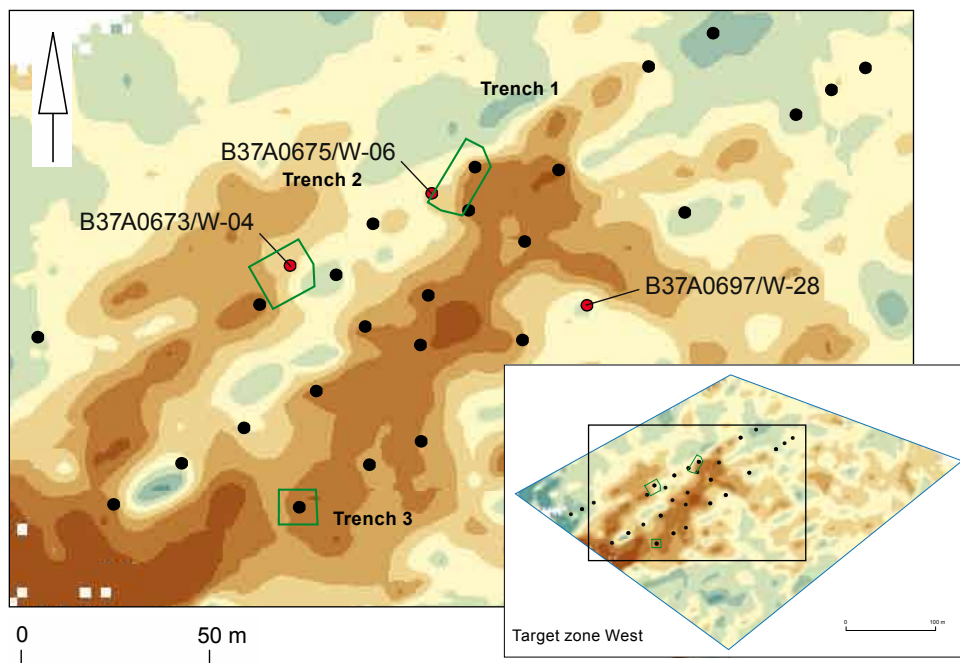 Trench 1
B37A0675/W-06
Trench 2
B37A0673/W-04
B37A0697/W-28
Trench 3
0 50 m
0 100 m
Target zone West